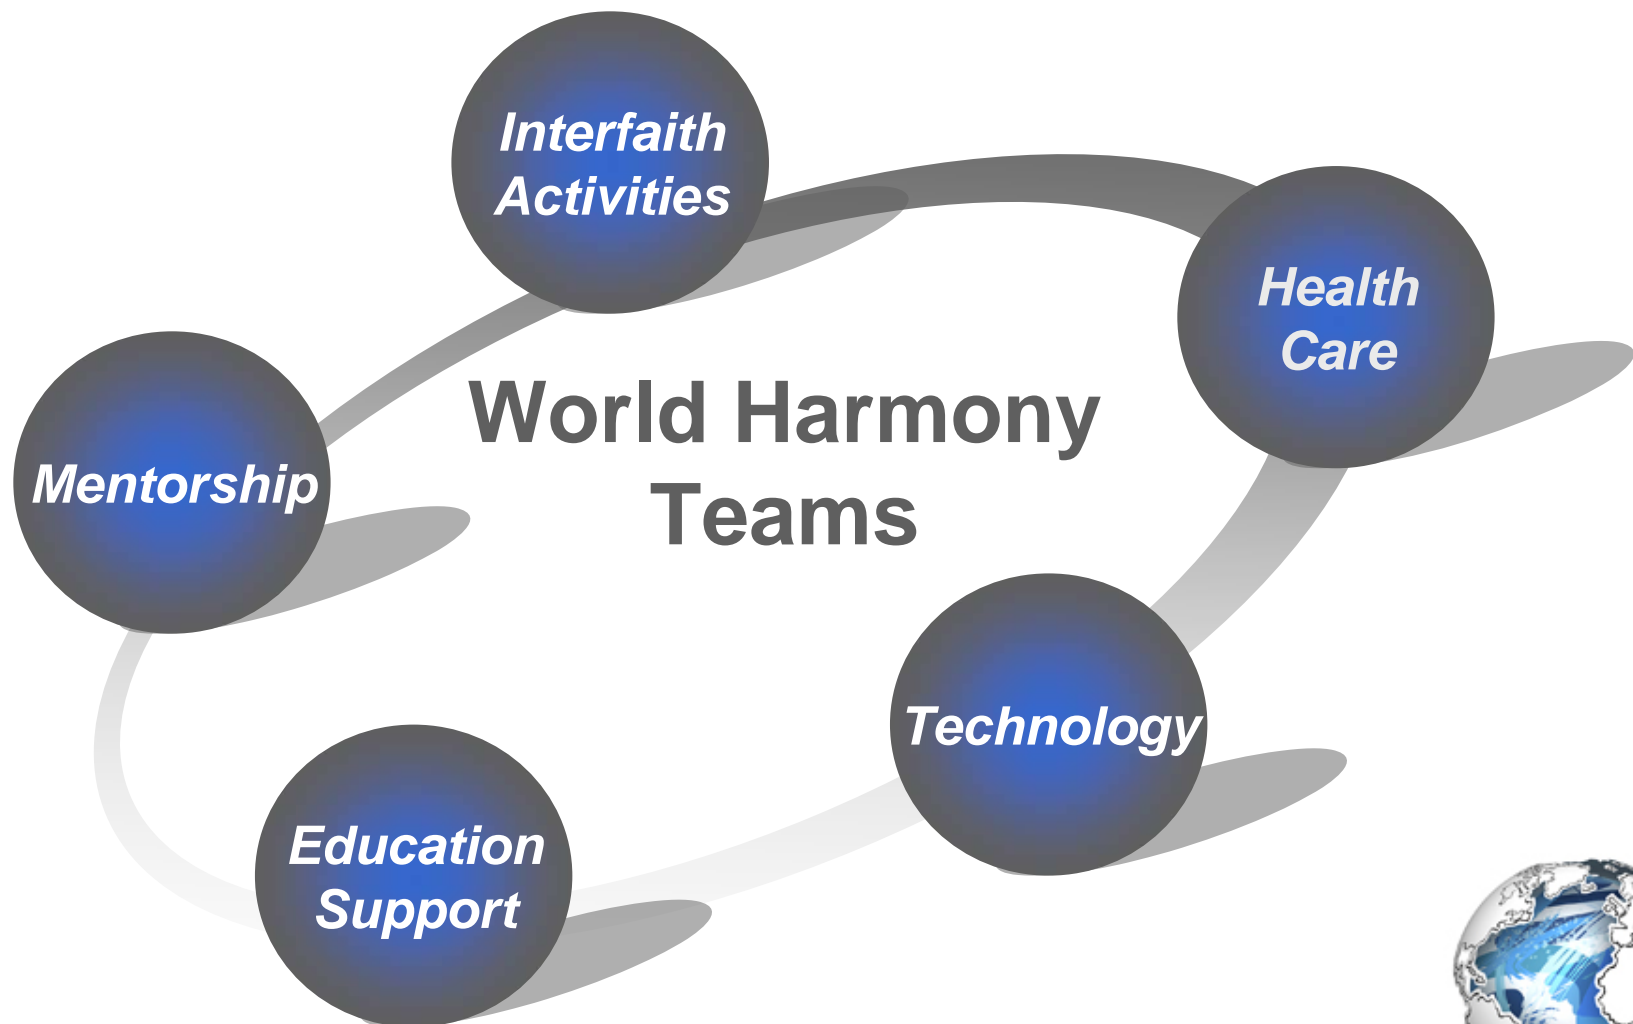 Interfaith
Activities
Health
Care
World Harmony
Teams
Mentorship
Technology
Education
Support